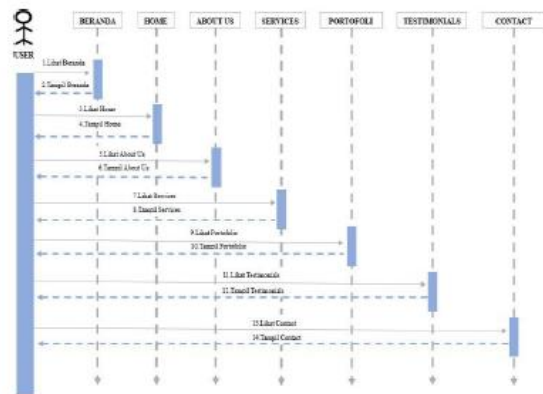 BERANDA
HOME
ABOUT US
SERVICES
PORTOFOLI
TESTIMONIALS
CONTACT
USER
1.Lihat Beranda
2.Tampil Beranda
3.Lihat Home
4.Tampil Home
5.Lihat About Us
6.Tampil About Us
7.Lihat Services
8.Tampil Services
9.Lihat Portofolio
10.Tampil Portofolio
11.Lihat Testimonials
12.Tampil Testimonials
13.Lihat Contact
14.Tampil Contact